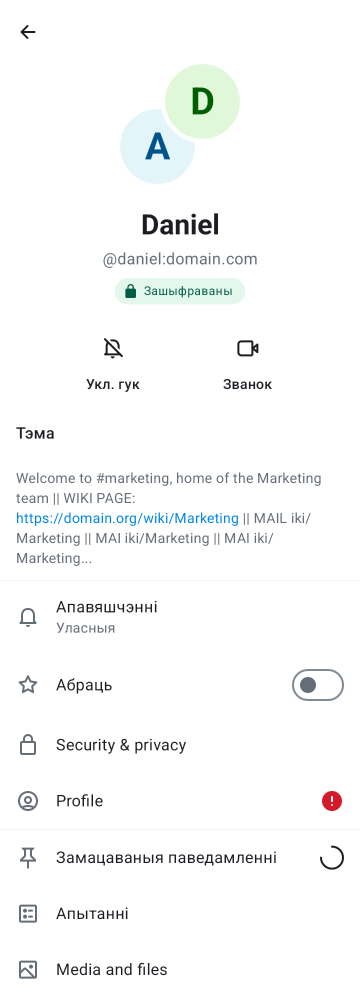 D
A
Daniel
@daniel:domain.com
Зашыфраваны
Укл. гук
Званок
Тэма
Welcome to #marketing, home of the Marketing
team || WIKI PAGE:
https://domain.org/wiki/Marketing || MAIL iki/
Marketing || MAI iki/Marketing || MAI iki/
Marketing...
Апавяшчэнні
Уласныя
Абраць
Security & privacy
Profile
Замацаваныя паведамленні
Апытанні
Media and files